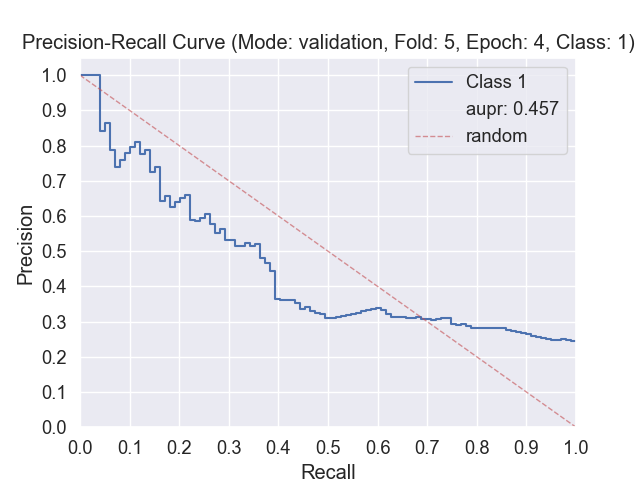 Precision-Recall Curve (Mode: validation, Fold: 5, Epoch: 4, Class: 1)
Class 1
aupr: 0.457
random
Precision
1.0
0.9
0.8
0.7
0.6
0.5
0.4
0.3
0.2
0.1
0.0
0.0 0.1 0.2 0.3 0.4 0.5 0.6 0.7 0.8 0.9 1.0
Recall